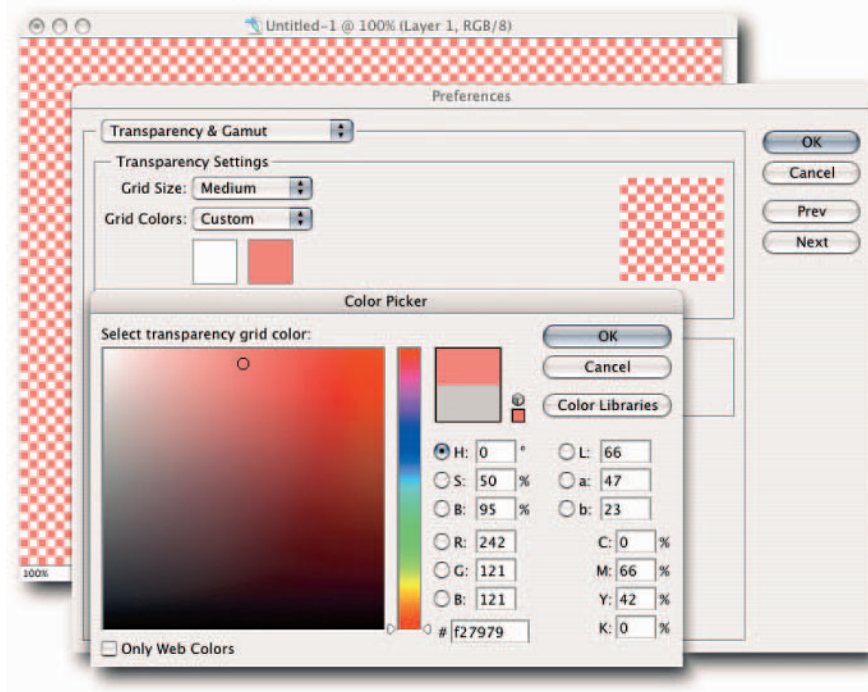 Untitled-1 @ 100% (Layer 1, RGB/8)
Preferences
Transparency & Gamut
OK
Transparency Settings
Cancel
Grid Size: Medium
Grid Colors: Custom
Prev
Next
Color Picker
Select transparency grid color:
OK
Cancel
Color Libraries
H: 0 °
L: 66
S: 50 %
a: 47
B: 95 %
b: 23
R: 242
C: 0 %
G: 121
M: 66 %
B: 121
Y: 42 %
# f27979
K: 0 %
Only Web Colors
100%